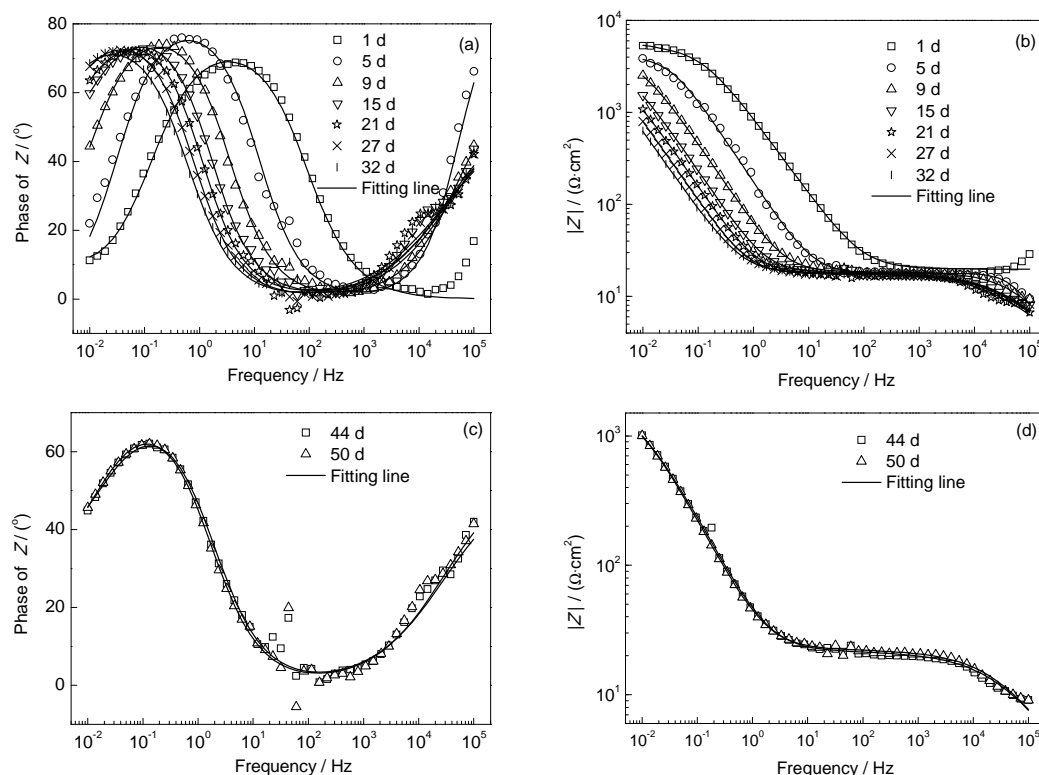 (a)
80
60
40
20
0
Phase of Z / (°)
1 d
5 d
9 d
15 d
21 d
27 d
32 d
Fitting line
10-2 10-1 100 101 102 103 104 105
Frequency / Hz
(b)
104
103
102
101
|Z| / (Ω·cm2)
1 d
5 d
9 d
15 d
21 d
27 d
32 d
Fitting line
10-2 10-1 100 101 102 103 104 105
Frequency / Hz
(c)
60
40
20
0
Phase of Z / (°)
44 d
50 d
Fitting line
10-2 10-1 100 101 102 103 104 105
Frequency / Hz
(d)
103
102
101
|Z| / (Ω·cm2)
44 d
50 d
Fitting line
10-2 10-1 100 101 102 103 104 105
Frequency / Hz